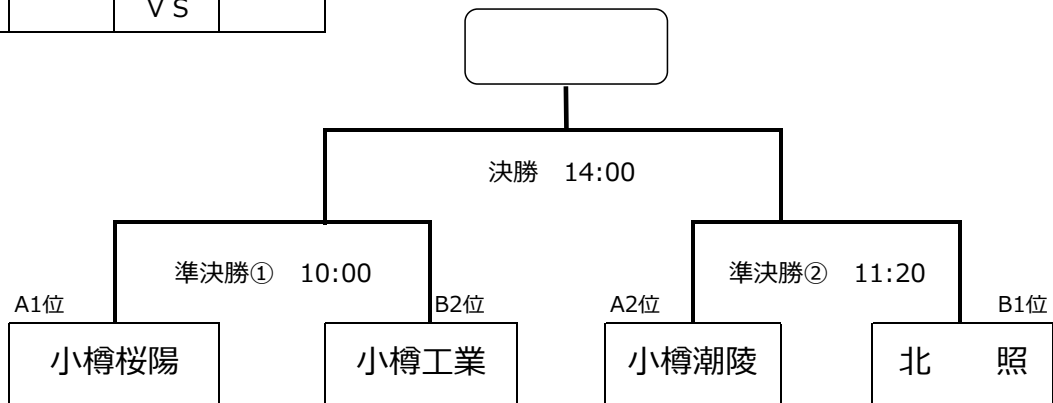 ＶＳ
決勝　14:00
準決勝①　10:00
準決勝②　11:20
A1位
B2位
A2位
B1位
小樽桜陽
小樽工業
小樽潮陵
北　照